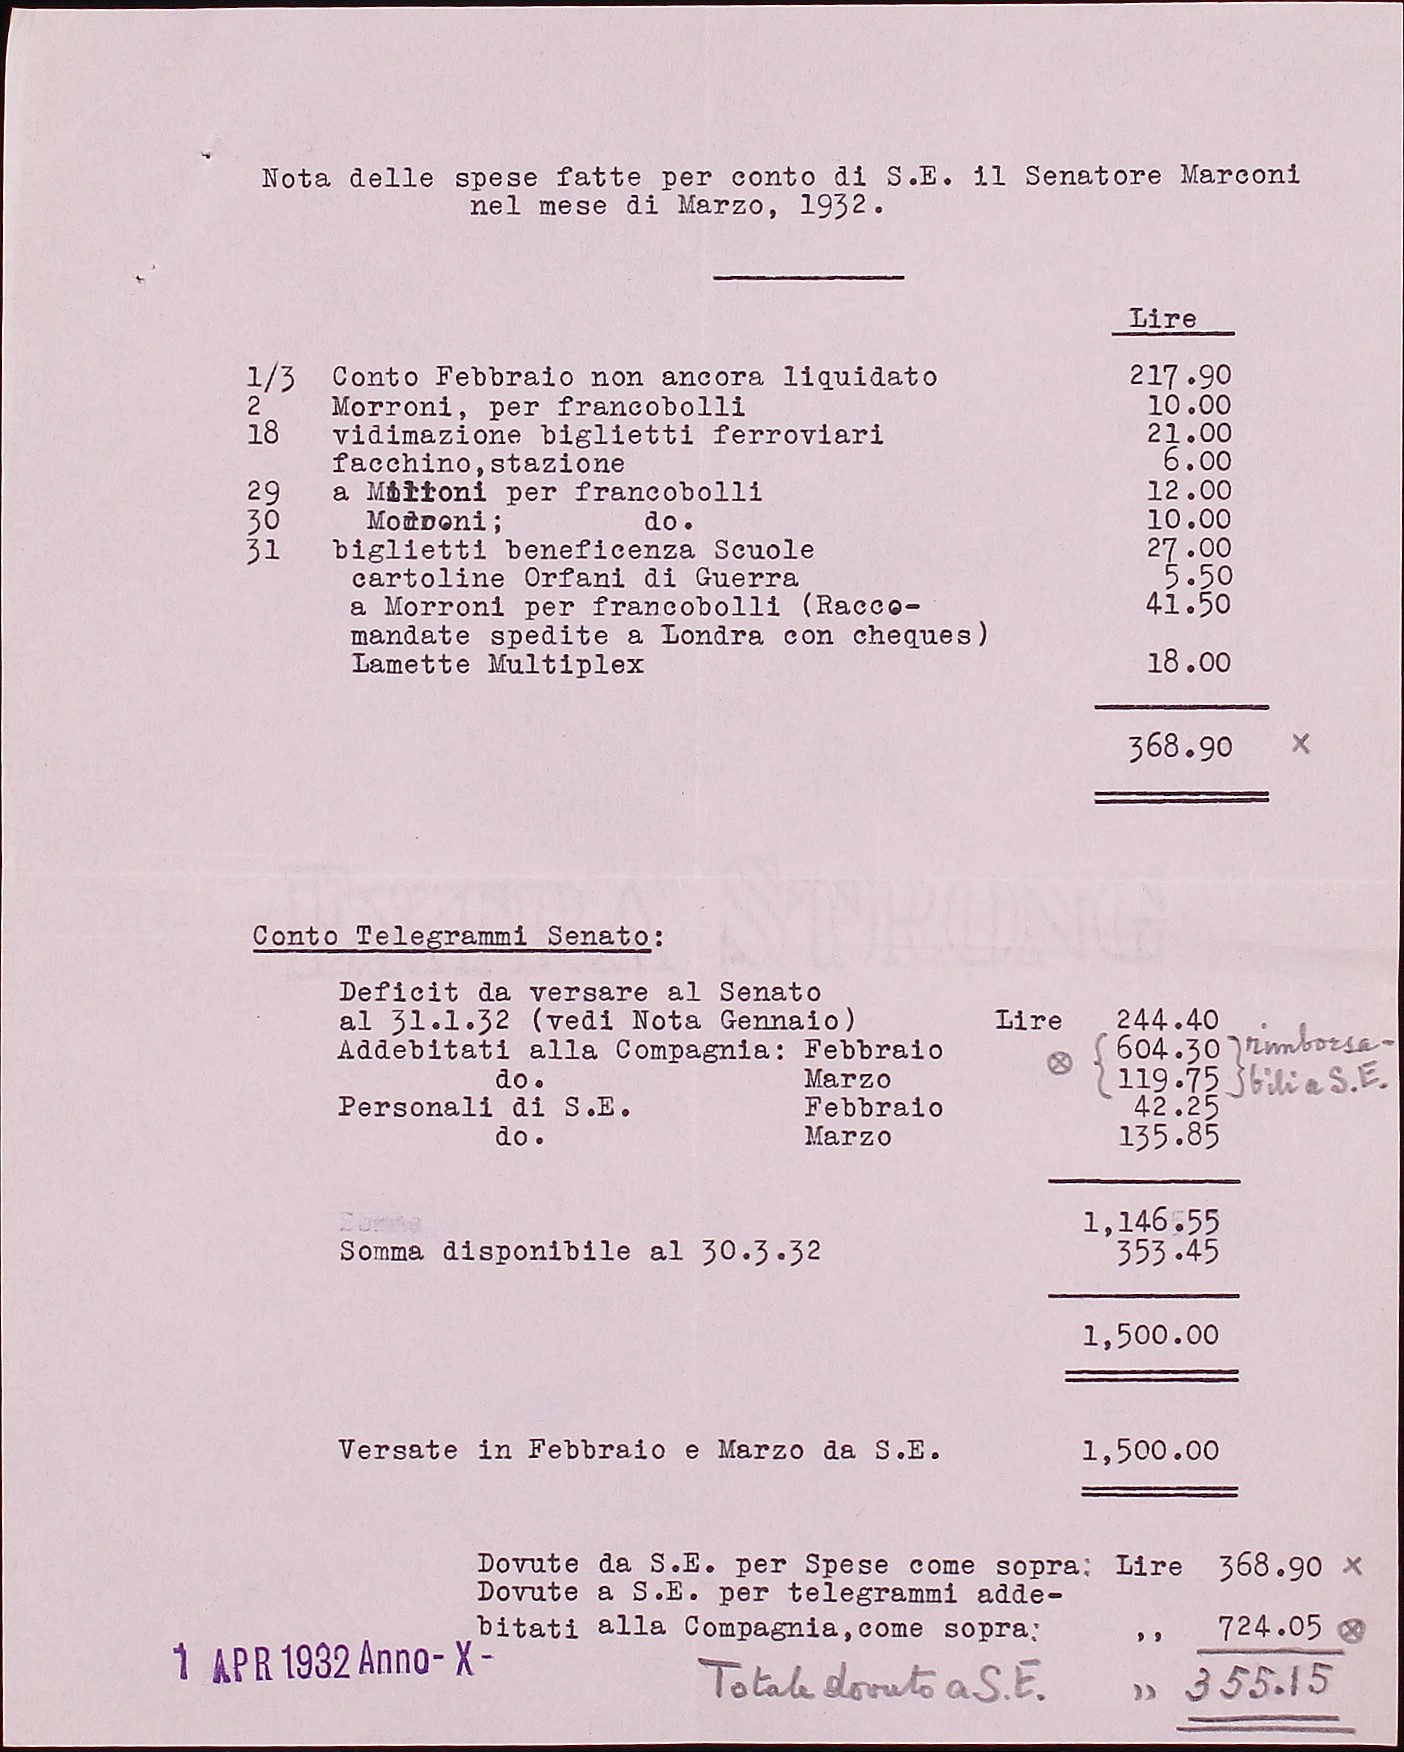 Nota delle spese fatte per conto di S.E. il Senatore Marconi
nel mese di Marzo, 1932.
Lire
1/3 Conto Febbraio non ancora liquidato 217.90
2 Morroni, per francobolli 10.00
18 vidimazione biglietti ferroviari 21.00
facchino,stazione 6.00
29 a per francobolli 12.00
30 do. 10.00
31 biglietti beneficenza Scuole 27.00
cartoline Orfani di Guerra 5.50
a Morroni per francobolli (Racco- 41.50
mandate spedite a Londra con cheques)
Lamette Multiplex 18.00
368.90 x
Conto Telegrammi Senato:
Deficit da versare al Senato
al 31.1.32 (vedi Nota Gennaio) Lire 244.40
Addebitati alla Compagnia: Febbraio ⊗ { 604.30 } rimborsa-
do. Marzo { 119.75 } bili a S.E.
Personali di S.E. Febbraio 42.25
do. Marzo 135.85
1,146.55
Somma disponibile al 30.3.32 353.45
1,500.00
Versate in Febbraio e Marzo da S.E. 1,500.00
Dovute da S.E. per Spese come sopra: Lire 368.90 x
Dovute a S.E. per telegrammi adde-
bitati alla Compagnia,come sopra: ,, 724.05 ⊗
Totale dovuto a S.E. ,, 355.15
1 APR 1932 Anno-X-